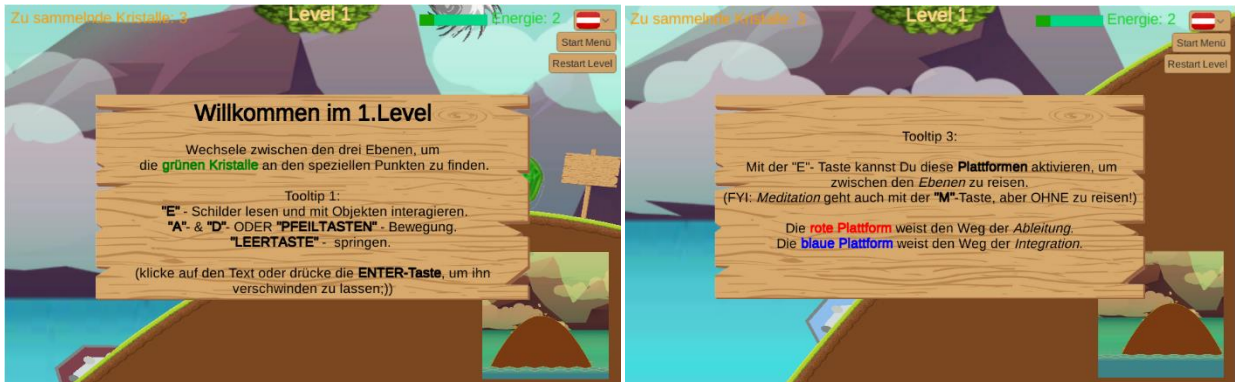 Zu sammelnde Kristalle: 3
Level 1
Energie: 2
Start Menü
Restart Level
Willkommen im 1.Level
Wechsele zwischen den drei Ebenen, um
die grünen Kristalle an den speziellen Punkten zu finden.
Tooltip 1:
"E" - Schilder lesen und mit Objekten interagieren.
"A"- & "D"- ODER "PFEILTASTEN" - Bewegung.
"LEERTASTE" - springen.
(klicke auf den Text oder drücke die ENTER-Taste, um ihn
verschwinden zu lassen;))
Zu sammelnde Kristalle: 3
Level 1
Energie: 2
Start Menü
Restart Level
Tooltip 3:
Mit der "E"- Taste kannst Du diese Plattformen aktivieren, um
zwischen den Ebenen zu reisen.
(FYI: Meditation geht auch mit der "M"-Taste, aber OHNE zu reisen!)
Die rote Plattform weist den Weg der Ableitung.
Die blaue Plattform weist den Weg der Integration.